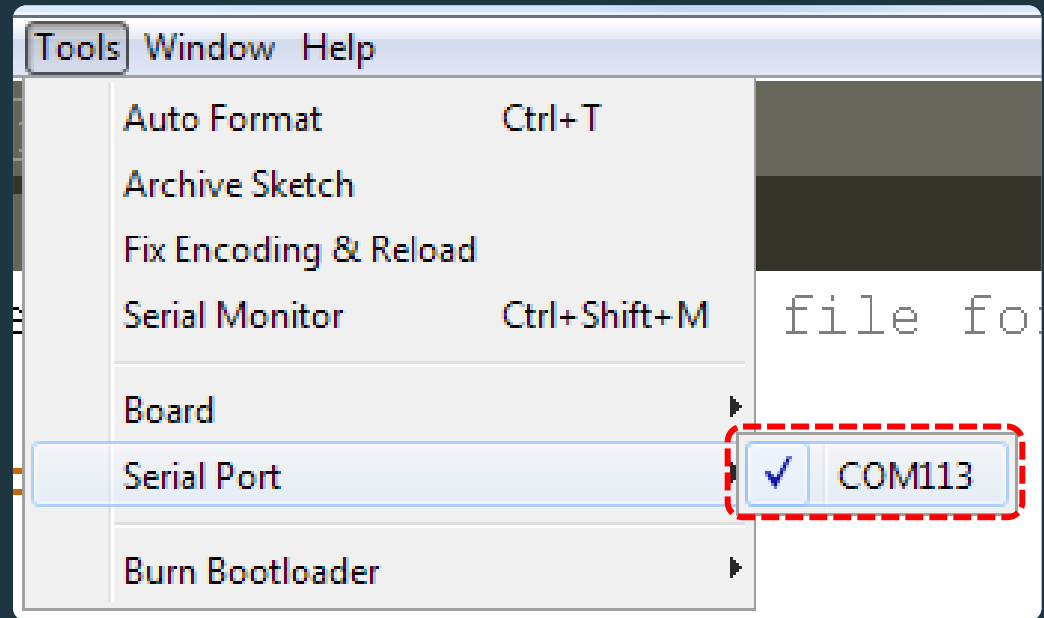 Tools Window Help
Auto Format Ctrl+T
Archive Sketch
Fix Encoding & Reload
Serial Monitor Ctrl+Shift+M
file for
Board
Serial Port COM113
Burn Bootloader